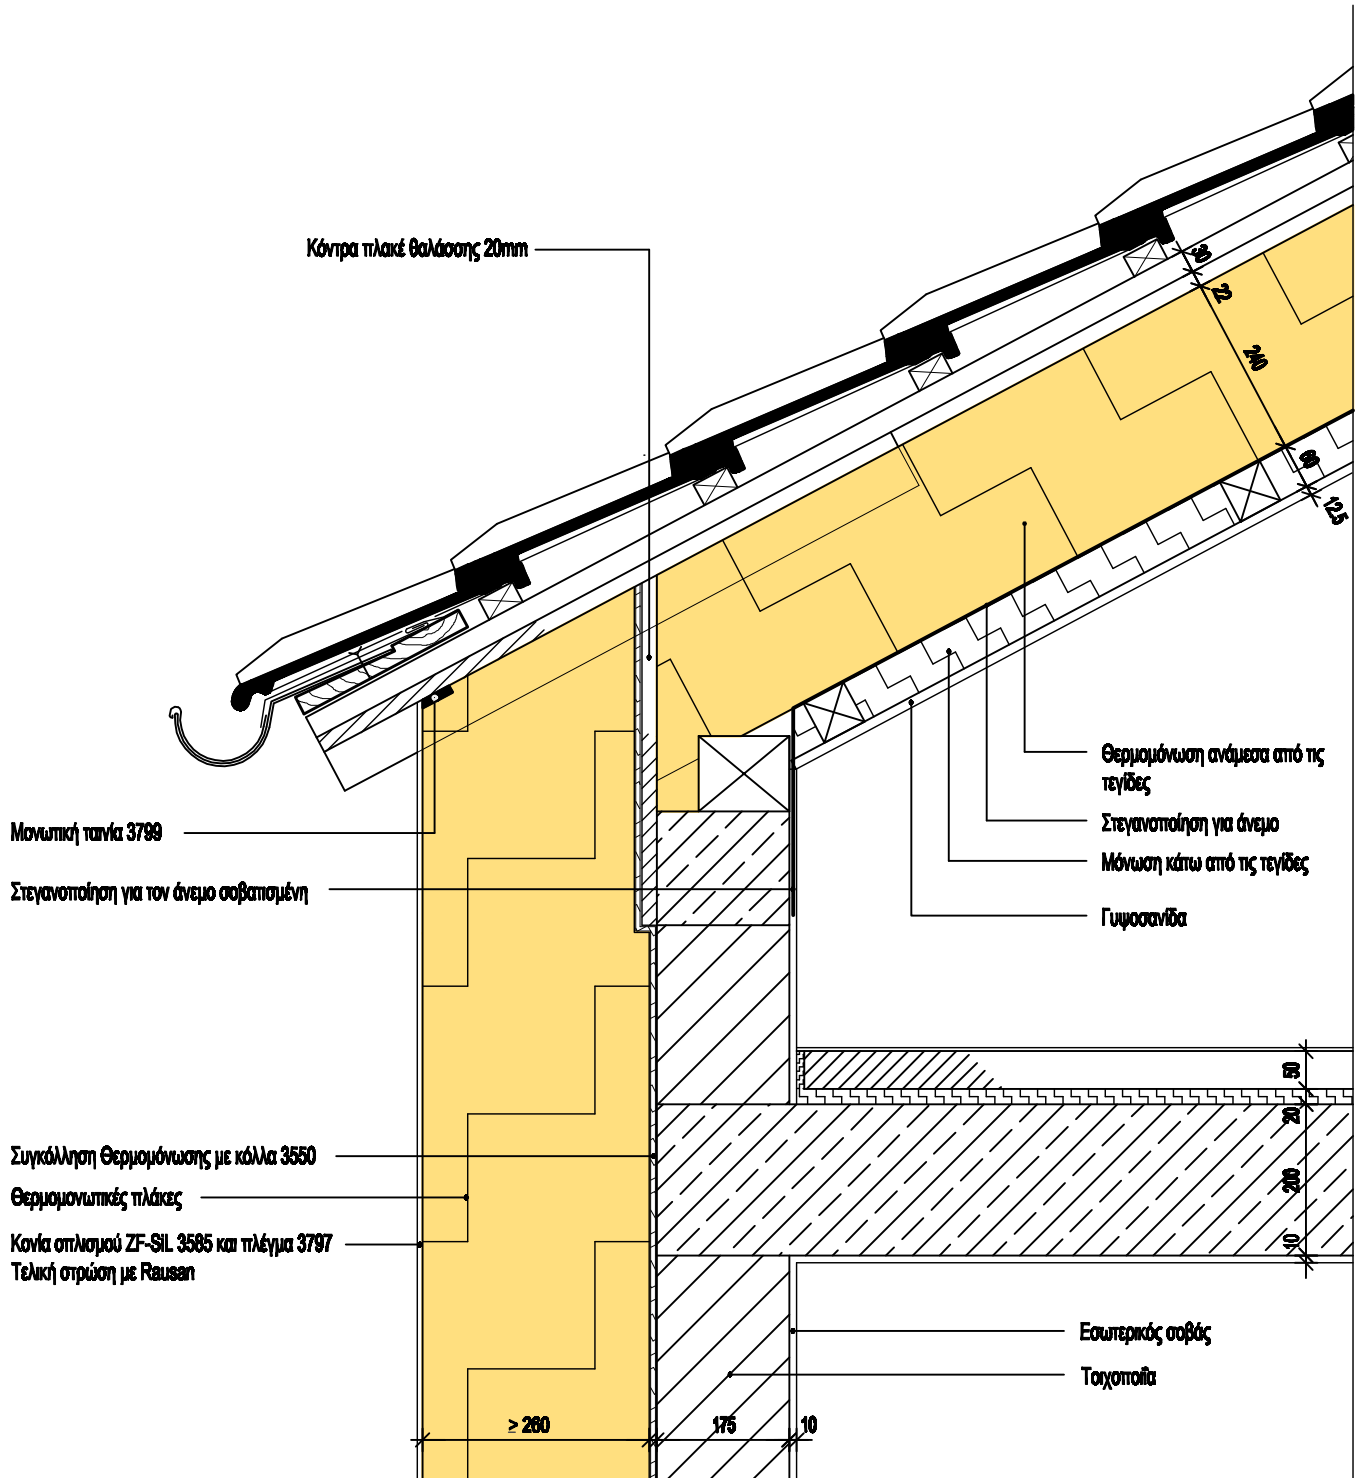 Κόντρα πλακέ θαλάσσης 20mm
30
22
240
60
12.5
Θερμομόνωση ανάμεσα από τις
τεγίδες
Στεγανοποίηση για άνεμο
Μόνωση κάτω από τις τεγίδες
Γυψοσανίδα
Μονωτική ταινία 3799
Στεγανοποίηση για τον άνεμο σοβατισμένη
50
20
200
10
Συγκόλληση Θερμομόνωσης με κόλλα 3550
Θερμομονωτικές πλάκες
Κονία οπλισμού ZF-SiL 3585 και πλέγμα 3797
Τελική στρώση με Rausan
Εσωτερικός σοβάς
Τοιχοποιΐα
≥ 260
175
10